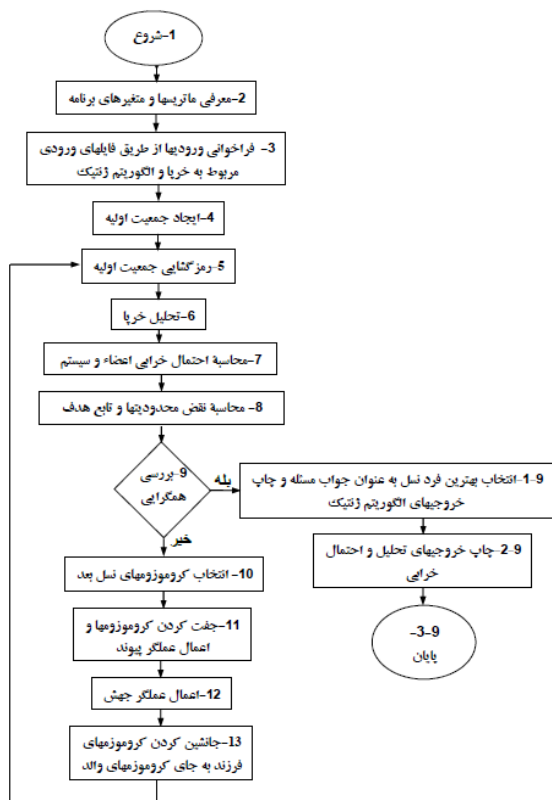 1-شروع
2-معرفی ماتریسها و متغیرهای برنامه
3- فراخوانی ورودیها از طریق فایلهای ورودی
مربوط به خرپا و الگوریتم ژنتیک
4-ایجاد جمعیت اولیه
5-رمزگشایی جمعیت اولیه
6-تحلیل خرپا
7-محاسبة احتمال خرابی اعضاء و سیستم
8- محاسبة نقض محدودیتها و تابع هدف
9-بررسی
همگرایی
بله
9-1-انتخاب بهترین فرد نسل به عنوان جواب مسئله و چاپ
خروجیهای الگوریتم ژنتیک
9-2-چاپ خروجیهای تحلیل و احتمال
خرابی
9-3-
پایان
خیر
10- انتخاب کروموزومهای نسل بعد
11-جفت کردن کروموزومها و
اعمال عملگر پیوند
12-اعمال عملگر جهش
13-جانشین کردن کروموزومهای
فرزند به جای کروموزومهای والد